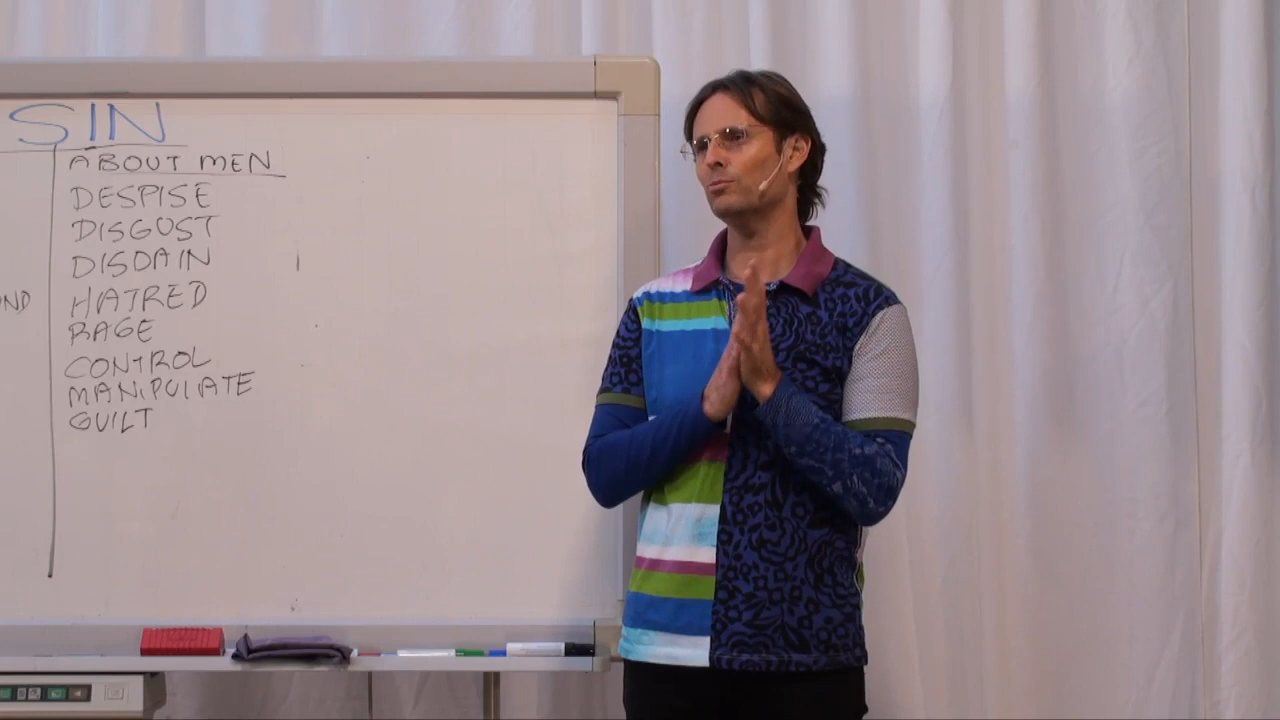 SIN
ABOUT MEN
DESPISE
DISGUST
DISDAIN
HATRED
RAGE
CONTROL
MANIPULATE
GUILT